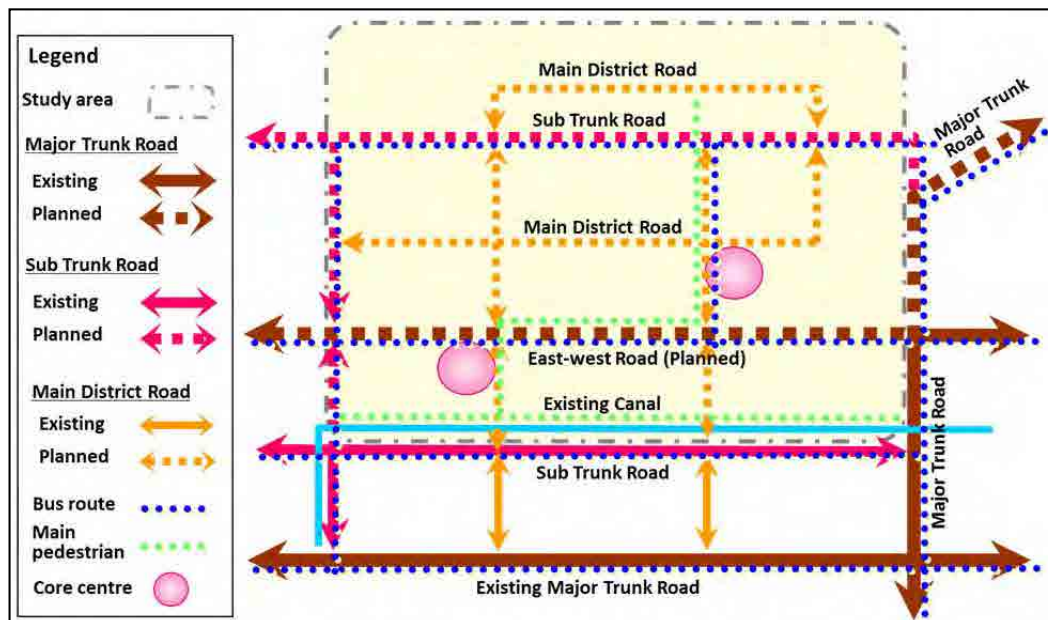 Legend
Study area
Major Trunk Road
Existing
Planned
Sub Trunk Road
Existing
Planned
Main District Road
Existing
Planned
Bus route
Main
pedestrian
Core centre
Main District Road
Sub Trunk Road
Major Trunk
Road
Main District Road
East-west Road (Planned)
Existing Canal
Sub Trunk Road
Major Trunk Road
Existing Major Trunk Road